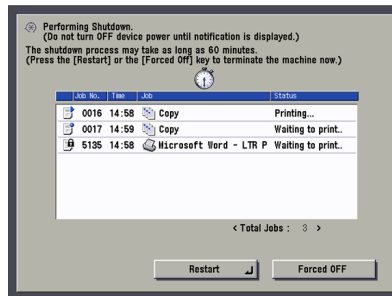 Performing Shutdown.
(Do not turn OFF device power until notification is displayed.)
The shutdown process may take as long as 60 minutes.
(Press the [Restart] or the [Forced Off] key to terminate the machine now.)
Job No. Time Job Status
0016 14:58 Copy Printing...
0017 14:59 Copy Waiting to print..
5135 14:58 Microsoft Word - LTR P Waiting to print..
< Total Jobs : 3 >
Restart Forced OFF